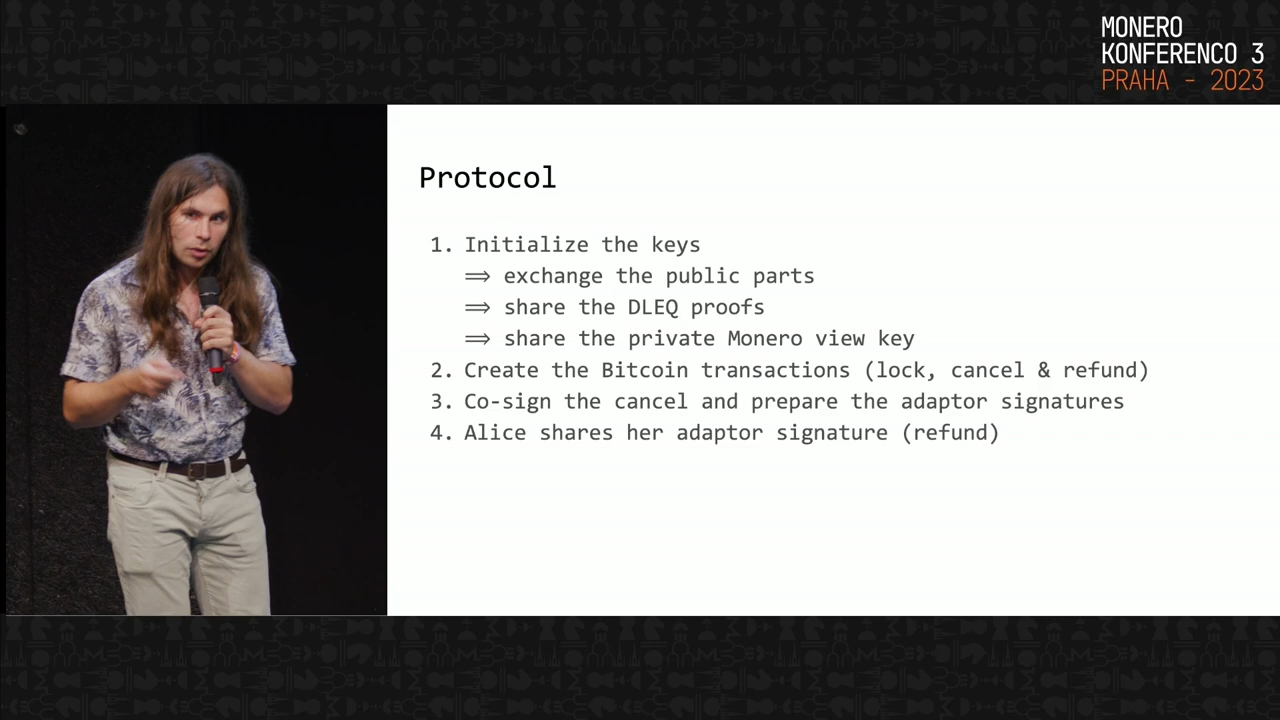 MONERO
KONFERENCO 3
PRAHA - 2023
Protocol
1. Initialize the keys
⟹ exchange the public parts
⟹ share the DLEQ proofs
⟹ share the private Monero view key
2. Create the Bitcoin transactions (lock, cancel & refund)
3. Co-sign the cancel and prepare the adaptor signatures
4. Alice shares her adaptor signature (refund)